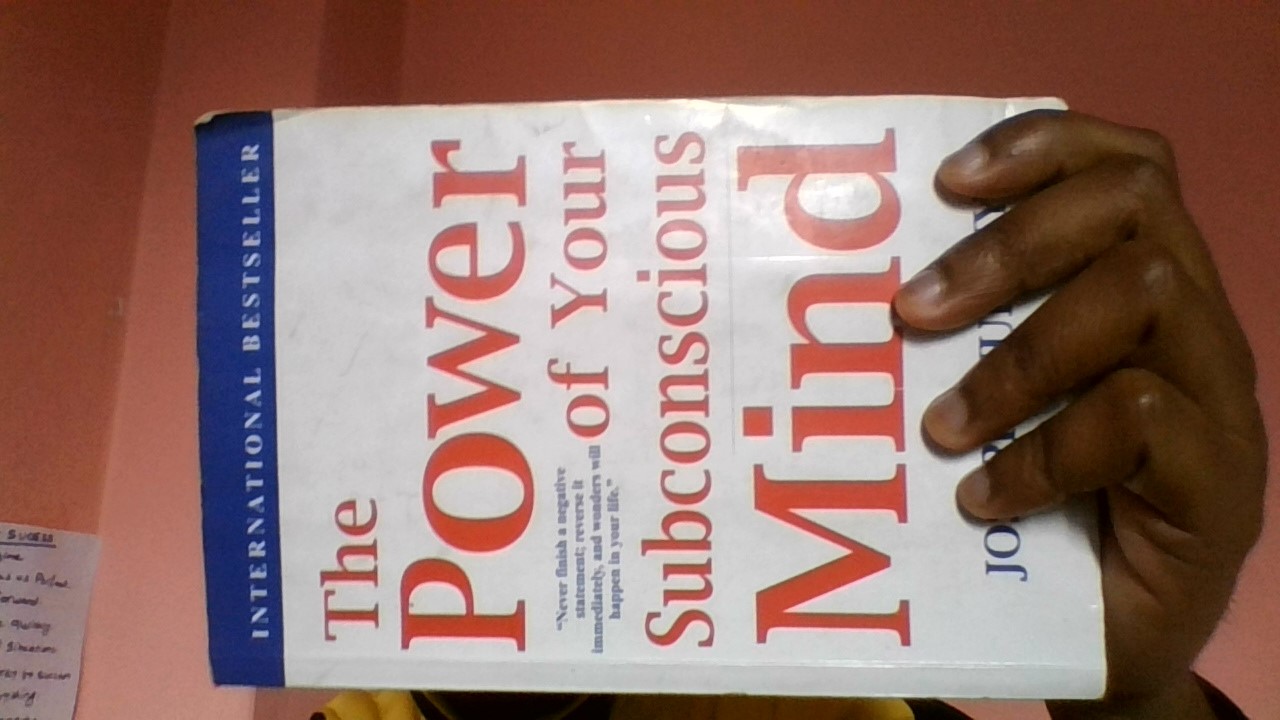 SUCCESS
INTERNATIONAL BESTSELLER
The
Power
"Never finish a negative
statement; reverse it
immediately, and wonders will
happen in your life."
of Your
Subconscious
Mind